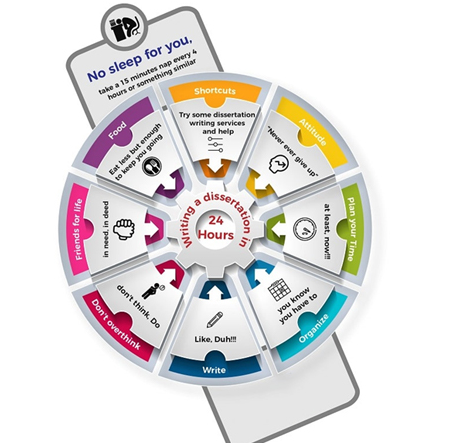 No sleep for you,
take a 15 minutes nap every 4
hours or something similar
Shortcuts
Try some dissertation
writing services
and help
Attitude
"Never ever give up"
plan your Time
at least, now!!!
Organize
you know
you have to
Write
Like, Duh!!!
Don't overthink
don't think, Do
Friends for life
in need, in deed
Food
Eat less but enough
to keep you going
Writing a dissertation in
24
Hours